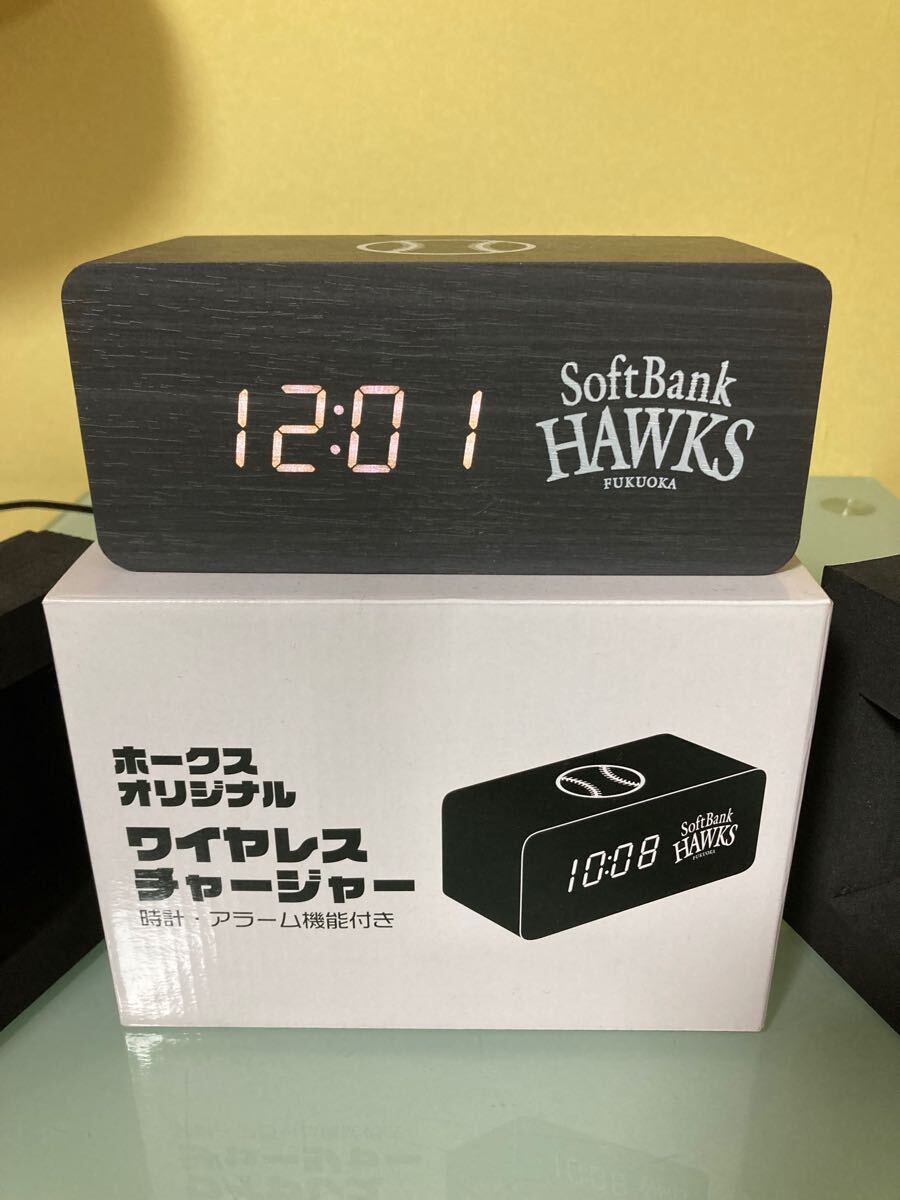 12:01
SoftBank
HAWKS
FUKUOKA
ホークス
オリジナル
ワイヤレス
チャージャー
時計・アラーム機能付き
10:08
SoftBank
HAWKS
FUKUOKA